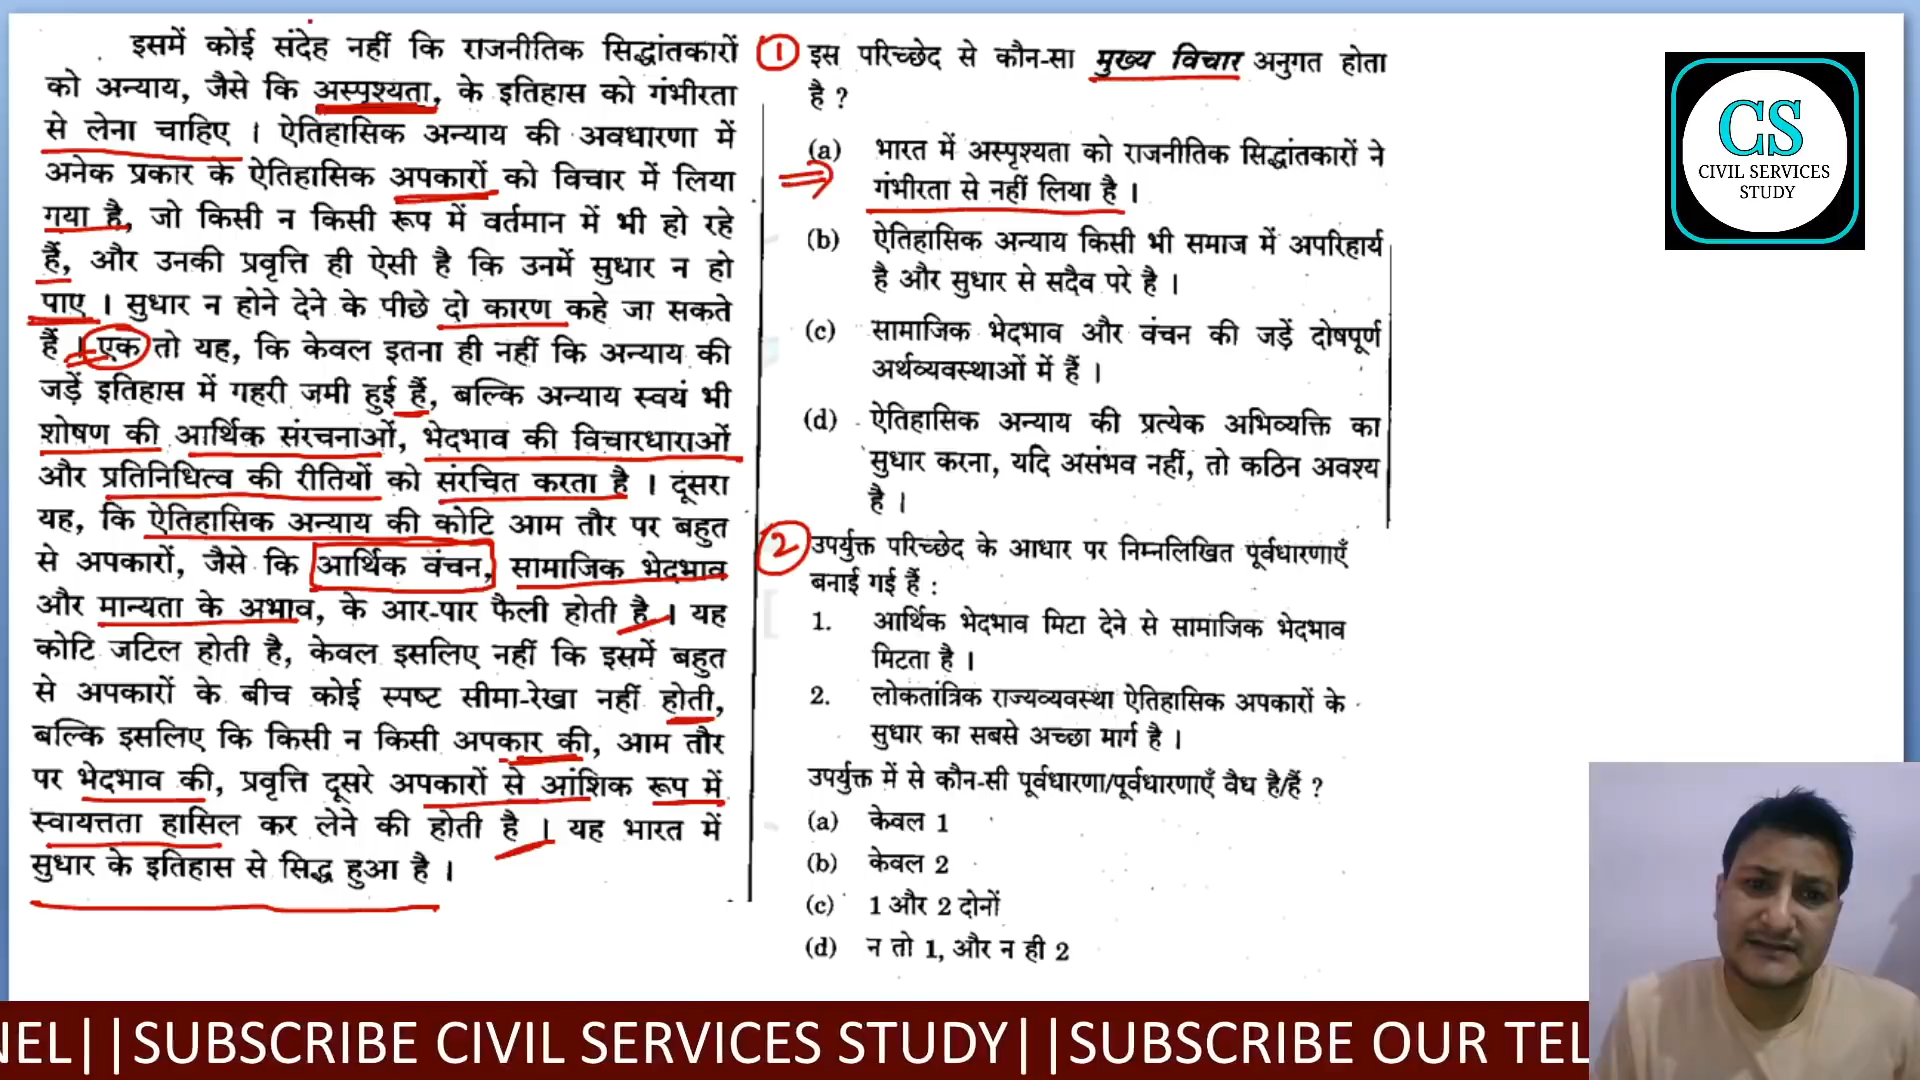 इसमें कोई संदेह नहीं कि राजनीतिक सिद्धांतकारों
को अन्याय, जैसे कि अस्पृश्यता, के इतिहास को गंभीरता
से लेना चाहिए । ऐतिहासिक अन्याय की अवधारणा में
अनेक प्रकार के ऐतिहासिक अपकारों को विचार में लिया
गया है, जो किसी न किसी रूप में वर्तमान में भी हो रहे
हैं, और उनकी प्रवृत्ति ही ऐसी है कि उनमें सुधार न हो
पाए । सुधार न होने देने के पीछे दो कारण कहे जा सकते
हैं । एक तो यह, कि केवल इतना ही नहीं कि अन्याय की
जड़ें इतिहास में गहरी जमी हुई हैं, बल्कि अन्याय स्वयं भी
शोषण की आर्थिक संरचनाओं, भेदभाव की विचारधाराओं
और प्रतिनिधित्व की रीतियों को संरचित करता है । दूसरा
यह, कि ऐतिहासिक अन्याय की कोटि आम तौर पर बहुत
से अपकारों, जैसे कि आर्थिक वंचन, सामाजिक भेदभाव
और मान्यता के अभाव, के आर-पार फैली होती है । यह
कोटि जटिल होती है, केवल इसलिए नहीं कि इसमें बहुत
से अपकारों के बीच कोई स्पष्ट सीमा-रेखा नहीं होती,
बल्कि इसलिए कि किसी न किसी अपकार की, आम तौर
पर भेदभाव की, प्रवृत्ति दूसरे अपकारों से आंशिक रूप में
स्वायत्तता हासिल कर लेने की होती है । यह भारत में
सुधार के इतिहास से सिद्ध हुआ है ।
1 इस परिच्छेद से कौन-सा मुख्य विचार अनुगत होता
है ?
(a) भारत में अस्पृश्यता को राजनीतिक सिद्धांतकारों ने
गंभीरता से नहीं लिया है ।
(b) ऐतिहासिक अन्याय किसी भी समाज में अपरिहार्य
है और सुधार से सदैव परे है ।
(c) सामाजिक भेदभाव और वंचन की जड़ें दोषपूर्ण
अर्थव्यवस्थाओं में हैं ।
(d) ऐतिहासिक अन्याय की प्रत्येक अभिव्यक्ति का
सुधार करना, यदि असंभव नहीं, तो कठिन अवश्य
है ।
2 उपर्युक्त परिच्छेद के आधार पर निम्नलिखित पूर्वधारणाएँ
बनाई गई हैं :
1. आर्थिक भेदभाव मिटा देने से सामाजिक भेदभाव
मिटता है ।
2. लोकतांत्रिक राज्यव्यवस्था ऐतिहासिक अपकारों के
सुधार का सबसे अच्छा मार्ग है ।
उपर्युक्त में से कौन-सी पूर्वधारणा/पूर्वधारणाएँ वैध है/हैं ?
(a) केवल 1
(b) केवल 2
(c) 1 और 2 दोनों
(d) न तो 1, और न ही 2
CS
CIVIL SERVICES
STUDY
NEL||SUBSCRIBE CIVIL SERVICES STUDY||SUBSCRIBE OUR TEL